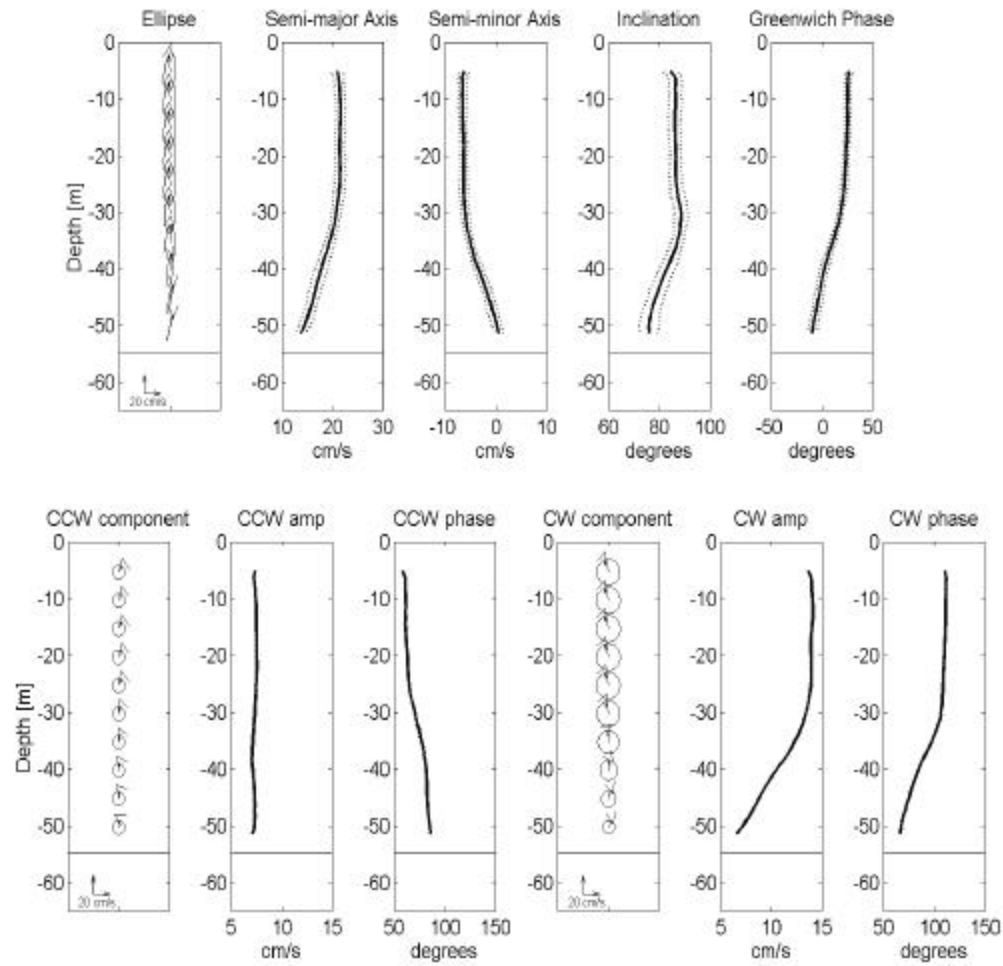 Ellipse Semi-major Axis Semi-minor Axis Inclination Greenwich Phase
0 0 0 0 0
-10 -10 -10 -10 -10
-20 -20 -20 -20 -20
-30 -30 -30 -30 -30
-40 -40 -40 -40 -40
-50 -50 -50 -50 -50
-60 -60 -60 -60 -60
Depth [m]
20 cm/s
10 20 30 -10 0 10 60 80 100 -50 0 50
cm/s cm/s degrees degrees
CCW component CCW amp CCW phase CW component CW amp CW phase
0 0 0 0 0 0
-10 -10 -10 -10 -10 -10
-20 -20 -20 -20 -20 -20
-30 -30 -30 -30 -30 -30
-40 -40 -40 -40 -40 -40
-50 -50 -50 -50 -50 -50
-60 -60 -60 -60 -60 -60
Depth [m]
20 cm/s 20 cm/s
5 10 15 50 100 150 5 10 15 50 100 150
cm/s degrees cm/s degrees